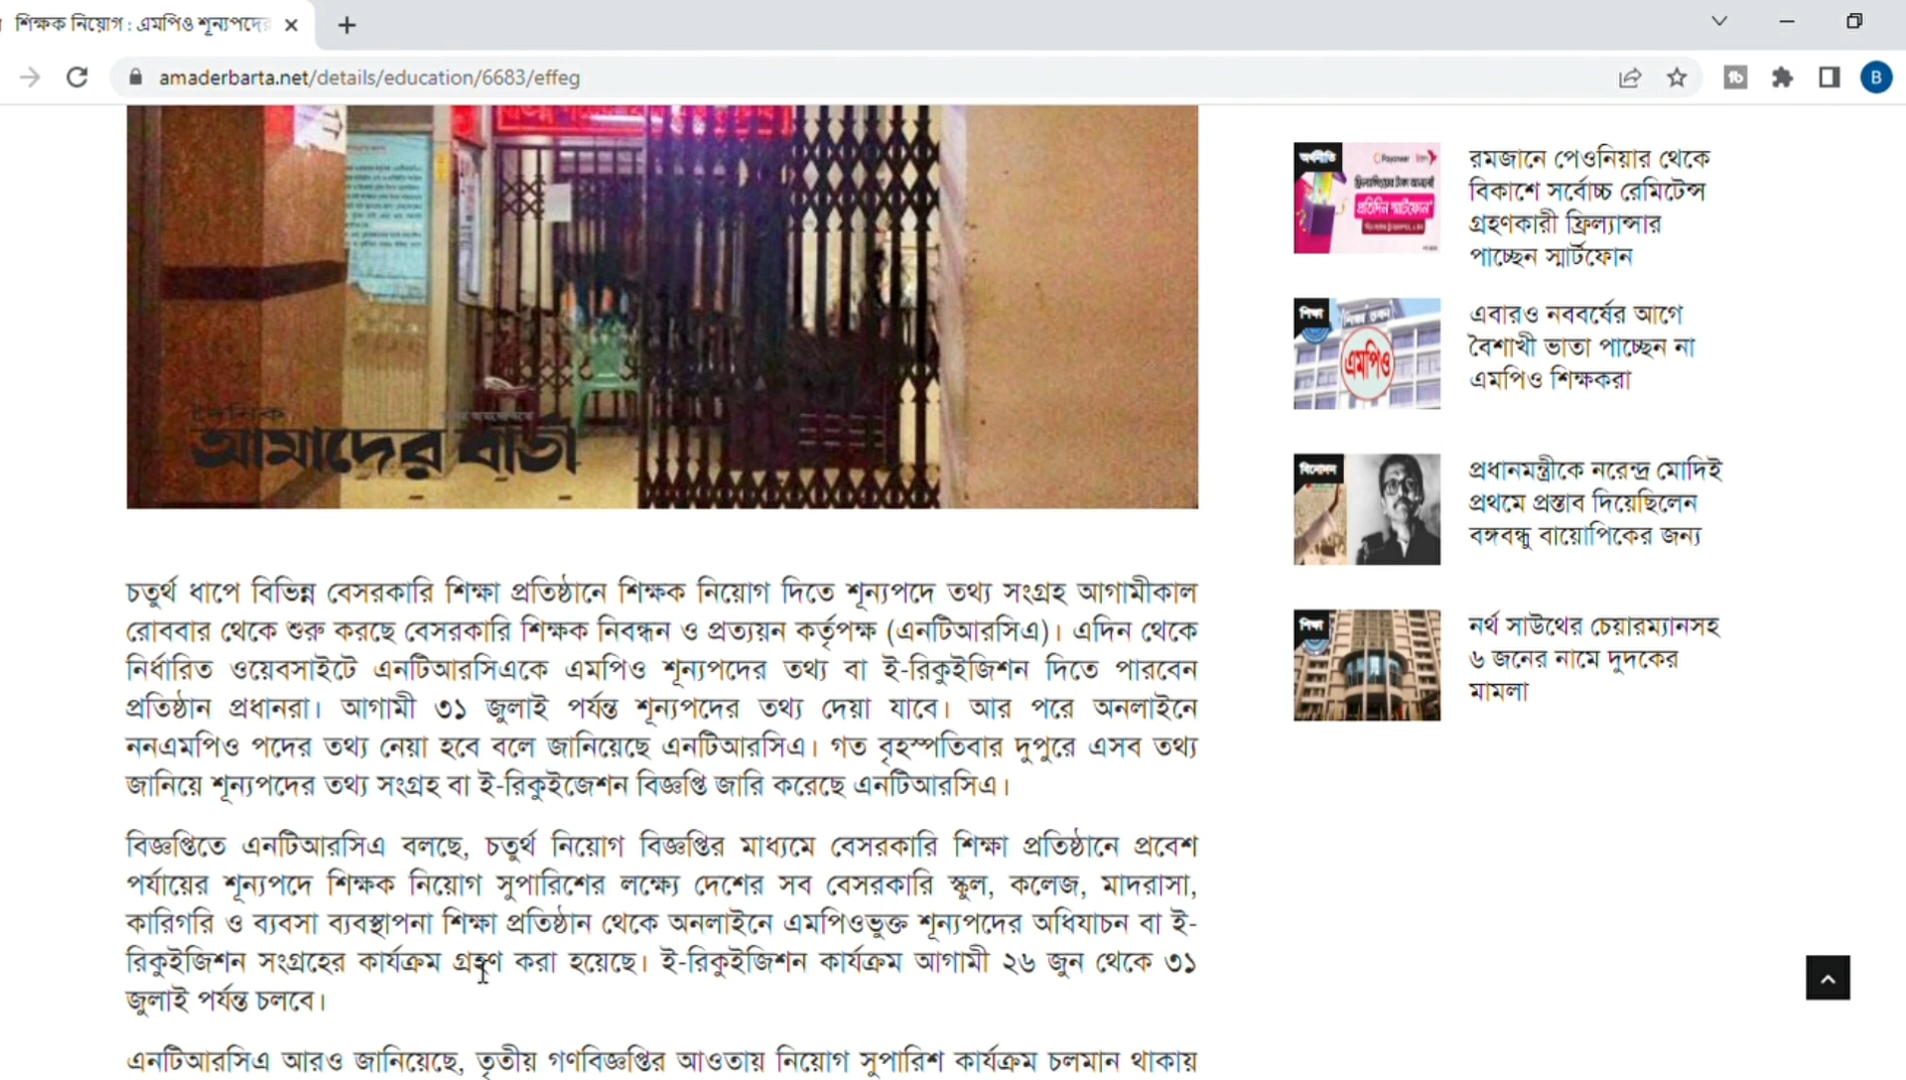 শিক্ষক নিয়োগ : এমপিও শূন্যপদের
amaderbarta.net/details/education/6683/effeg
B
দৈনিক
আমাদের বার্তা
চতুর্থ ধাপে বিভিন্ন বেসরকারি শিক্ষা প্রতিষ্ঠানে শিক্ষক নিয়োগ দিতে শূন্যপদে তথ্য সংগ্রহ আগামীকাল
রোববার থেকে শুরু করছে বেসরকারি শিক্ষক নিবন্ধন ও প্রত্যয়ন কর্তৃপক্ষ (এনটিআরসিএ)। এদিন থেকে
নির্ধারিত ওয়েবসাইটে এনটিআরসিএকে এমপিও শূন্যপদের তথ্য বা ই-রিকুইজিশন দিতে পারবেন
প্রতিষ্ঠান প্রধানরা। আগামী ৩১ জুলাই পর্যন্ত শূন্যপদের তথ্য দেয়া যাবে। আর পরে অনলাইনে
ননএমপিও পদের তথ্য নেয়া হবে বলে জানিয়েছে এনটিআরসিএ। গত বৃহস্পতিবার দুপুরে এসব তথ্য
জানিয়ে শূন্যপদের তথ্য সংগ্রহ বা ই-রিকুইজেশন বিজ্ঞপ্তি জারি করেছে এনটিআরসিএ।
বিজ্ঞপ্তিতে এনটিআরসিএ বলছে, চতুর্থ নিয়োগ বিজ্ঞপ্তির মাধ্যমে বেসরকারি শিক্ষা প্রতিষ্ঠানে প্রবেশ
পর্যায়ের শূন্যপদে শিক্ষক নিয়োগ সুপারিশের লক্ষ্যে দেশের সব বেসরকারি স্কুল, কলেজ, মাদরাসা,
কারিগরি ও ব্যবসা ব্যবস্থাপনা শিক্ষা প্রতিষ্ঠান থেকে অনলাইনে এমপিওভুক্ত শূন্যপদের অধিযাচন বা ই-
রিকুইজিশন সংগ্রহের কার্যক্রম গ্রহণ করা হয়েছে। ই-রিকুইজিশন কার্যক্রম আগামী ২৬ জুন থেকে ৩১
জুলাই পর্যন্ত চলবে।
এনটিআরসিএ আরও জানিয়েছে, তৃতীয় গণবিজ্ঞপ্তির আওতায় নিয়োগ সুপারিশ কার্যক্রম চলমান থাকায়
অর্থনীতি
Payoneer
প্রতিদিন স্মার্টফোন
রমজানে পেওনিয়ার থেকে
বিকাশে সর্বোচ্চ রেমিটেন্স
গ্রহণকারী ফ্রিল্যান্সার
পাচ্ছেন স্মার্টফোন
শিক্ষা
শিক্ষা ভবন
এমপিও
এবারও নববর্ষের আগে
বৈশাখী ভাতা পাচ্ছেন না
এমপিও শিক্ষকরা
বিনোদন
প্রধানমন্ত্রীকে নরেন্দ্র মোদিই
প্রথমে প্রস্তাব দিয়েছিলেন
বঙ্গবন্ধু বায়োপিকের জন্য
শিক্ষা
নর্থ সাউথের চেয়ারম্যানসহ
৬ জনের নামে দুদকের
মামলা